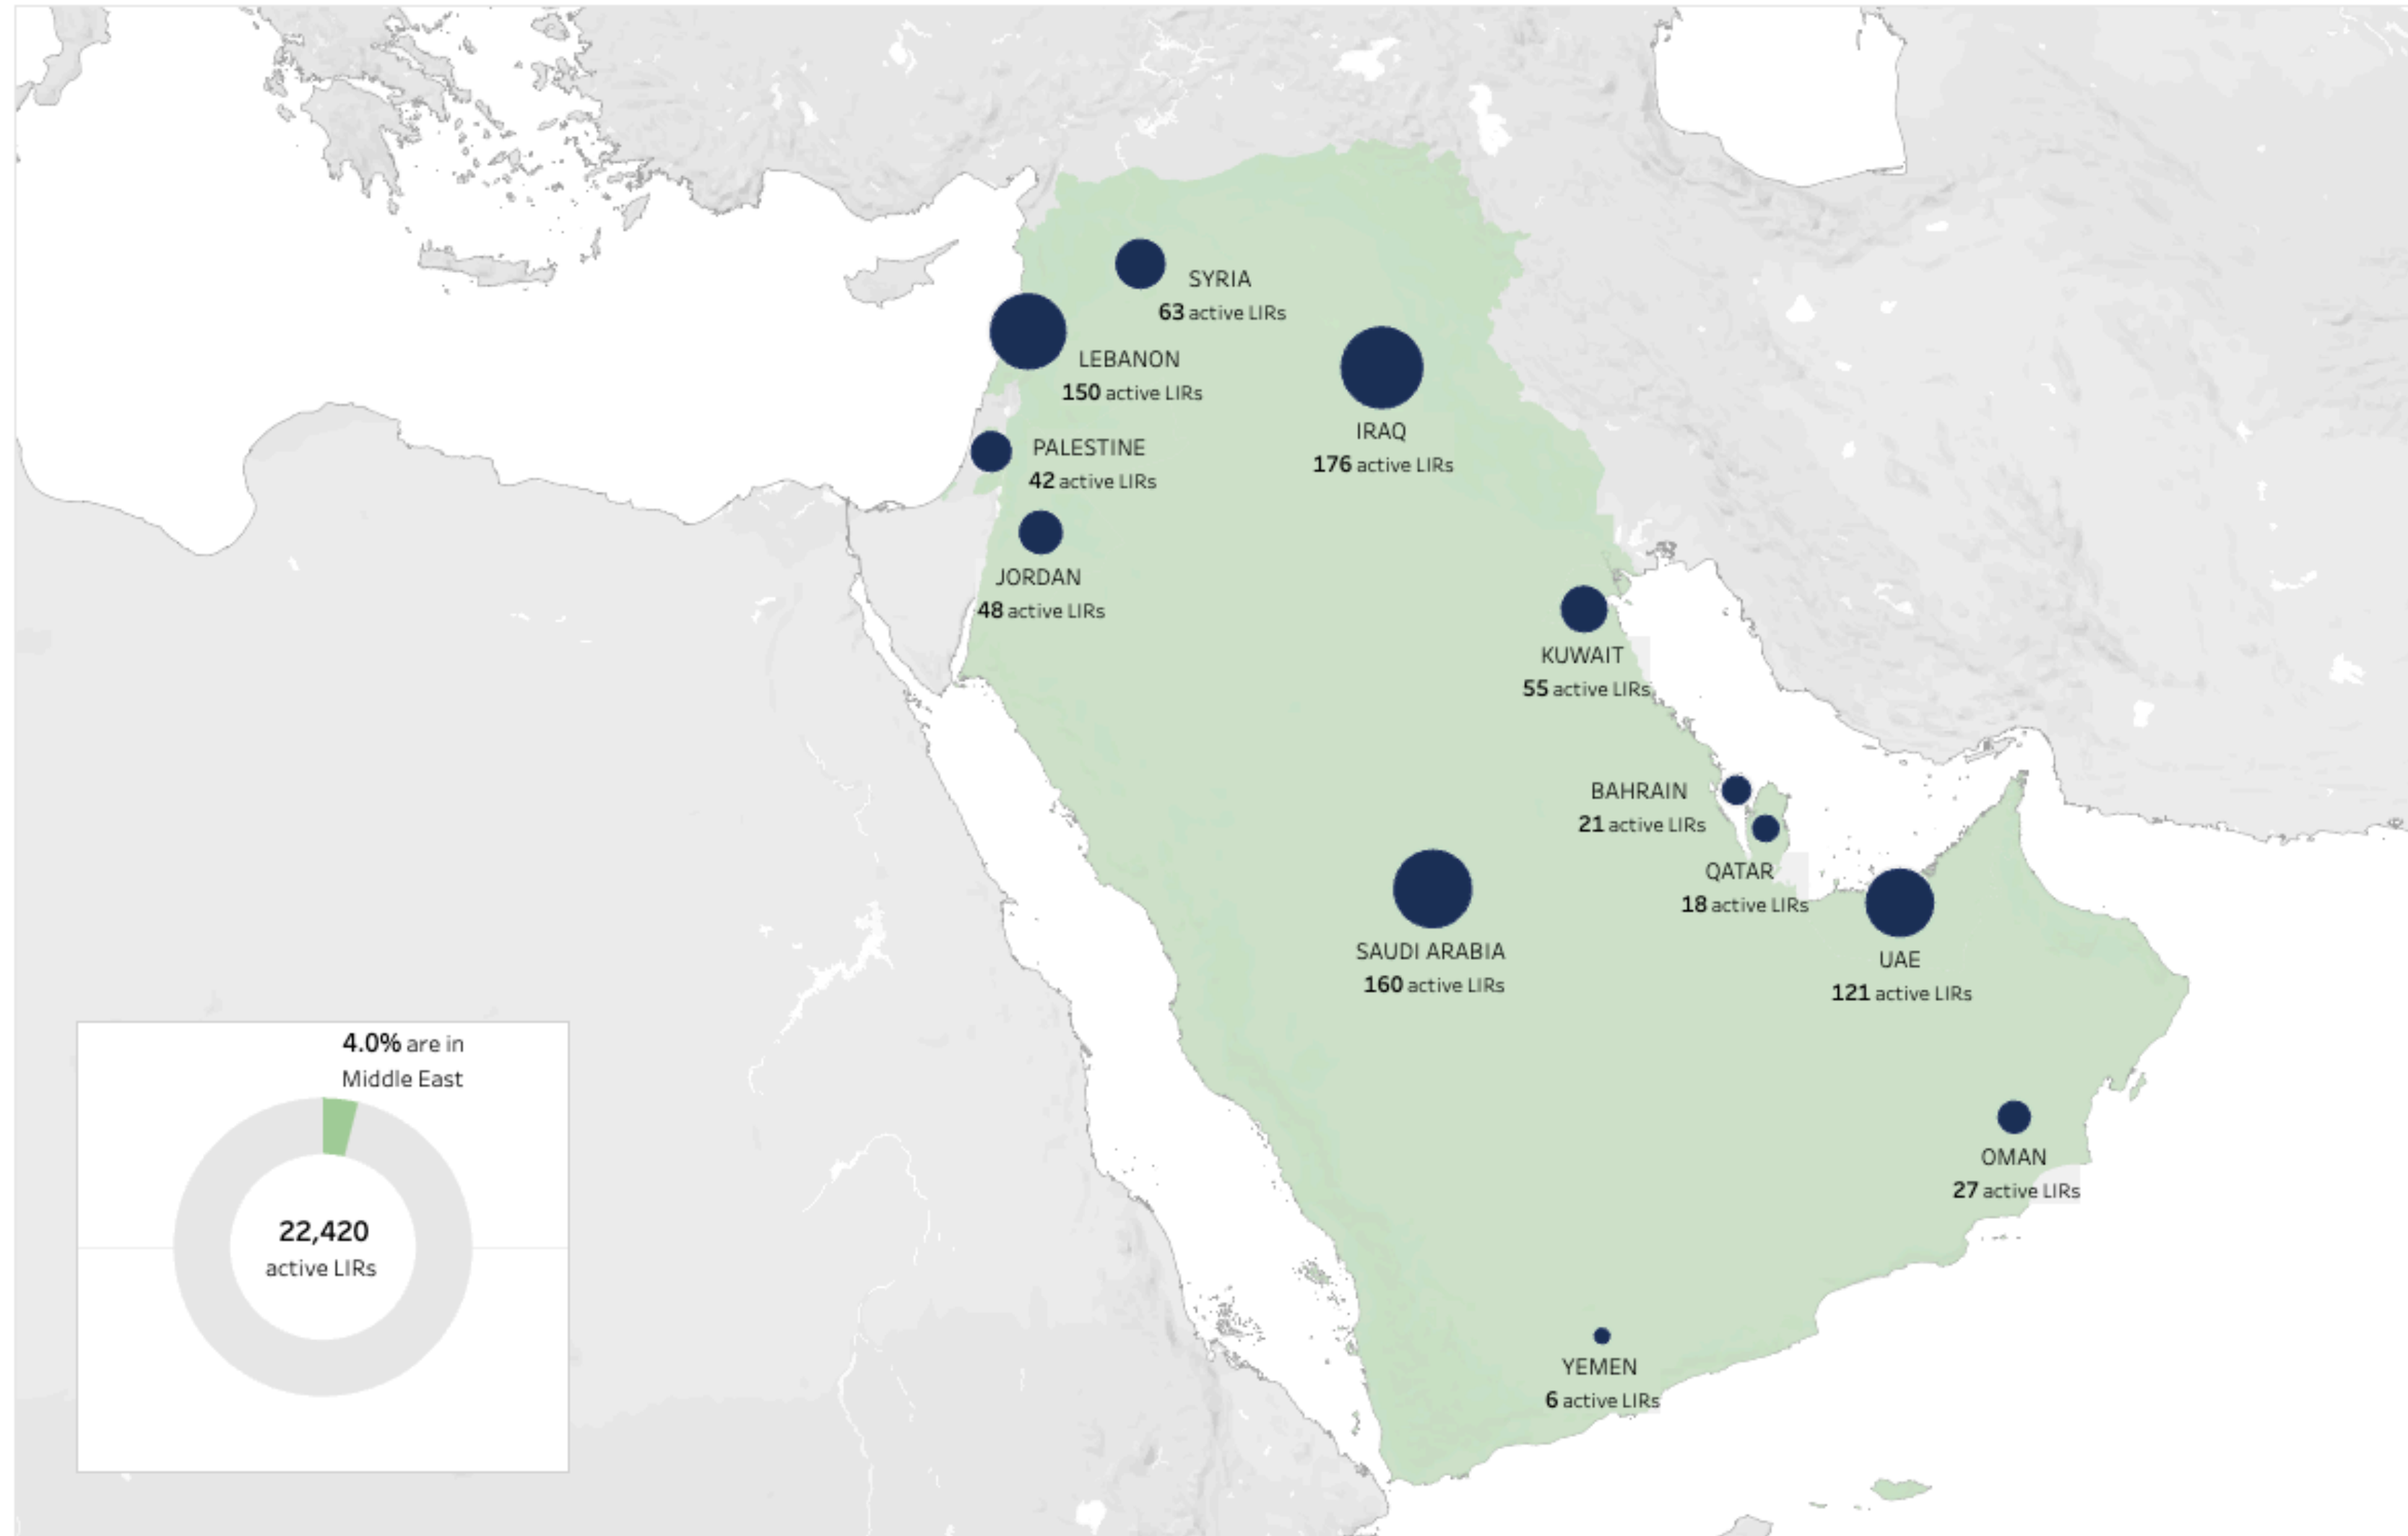 SYRIA
63 active LIRs
LEBANON
150 active LIRs
IRAQ
176 active LIRs
PALESTINE
42 active LIRs
JORDAN
48 active LIRs
KUWAIT
55 active LIRs
BAHRAIN
21 active LIRs
QATAR
18 active LIRs
SAUDI ARABIA
160 active LIRs
UAE
121 active LIRs
OMAN
27 active LIRs
YEMEN
6 active LIRs
4.0% are in
Middle East
22,420
active LIRs